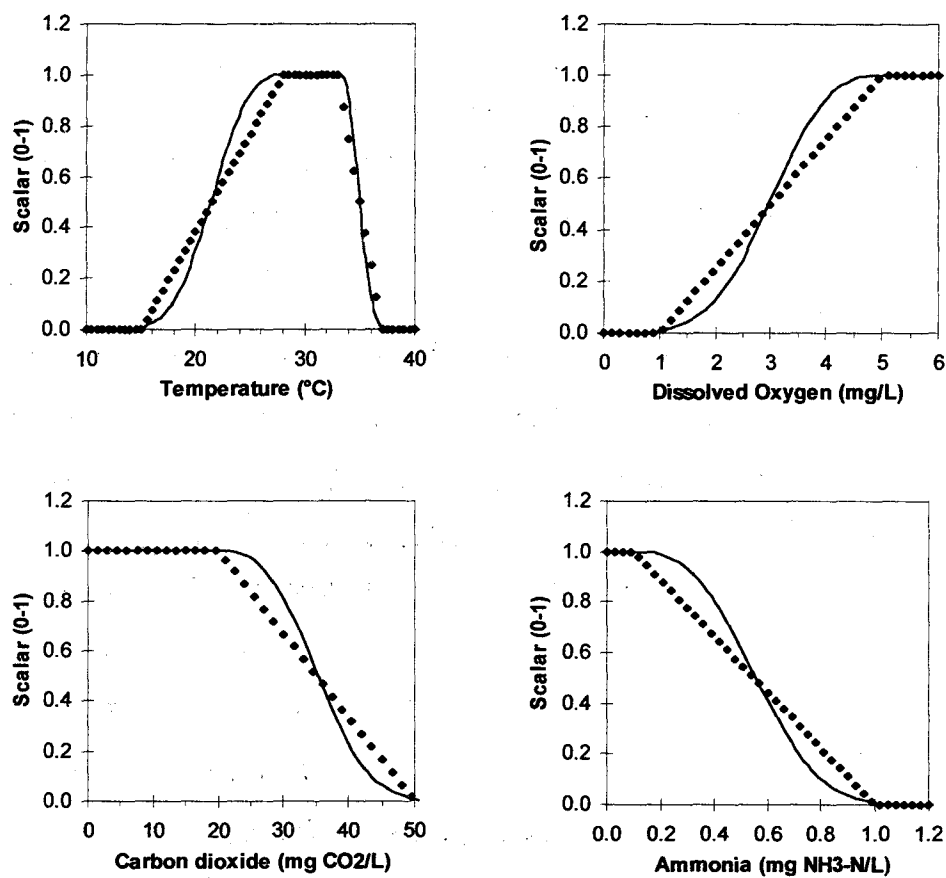 1.2
1.0
0.8
0.6
0.4
0.2
0.0
Scalar (0-1)
10 20 30 40
Temperature (°C)
1.2
1.0
0.8
0.6
0.4
0.2
0.0
Scalar (0-1)
0 1 2 3 4 5 6
Dissolved Oxygen (mg/L)
1.2
1.0
0.8
0.6
0.4
0.2
0.0
Scalar (0-1)
0 10 20 30 40 50
Carbon dioxide (mg CO2/L)
1.2
1.0
0.8
0.6
0.4
0.2
0.0
Scalar (0-1)
0.0 0.2 0.4 0.6 0.8 1.0 1.2
Ammonia (mg NH3-N/L)